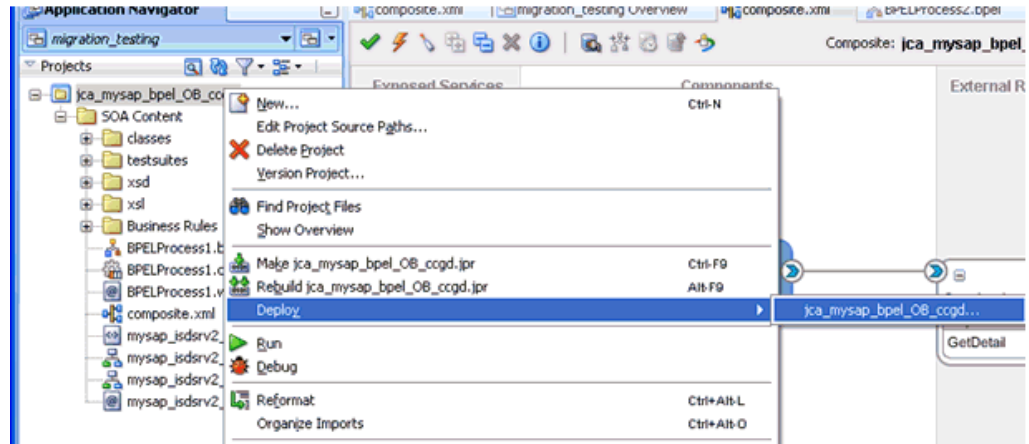 Application Navigator
composite.xml
migration_testing Overview
composite.xml
BPELProcess2.bpel
migration_testing
Composite: jca_mysap_bpel_
Projects
Exposed Services
Components
External R
jca_mysap_bpel_OB_cc
SOA Content
classes
testsuites
xsd
xsl
Business Rules
BPELProcess1.b
BPELProcess1.c
BPELProcess1.w
composite.xml
mysap_isdsrv2_
mysap_isdsrv2_
mysap_isdsrv2_
mysap_isdsrv2_
New... Ctrl-N
Edit Project Source Paths...
Delete Project
Version Project...
Find Project Files
Show Overview
Make jca_mysap_bpel_OB_ccgd.jpr Ctrl-F9
Rebuild jca_mysap_bpel_OB_ccgd.jpr Alt-F9
Deploy
jca_mysap_bpel_OB_ccgd...
Run
Debug
Reformat Ctrl+Alt-L
Organize Imports Ctrl+Alt-O
GetDetail